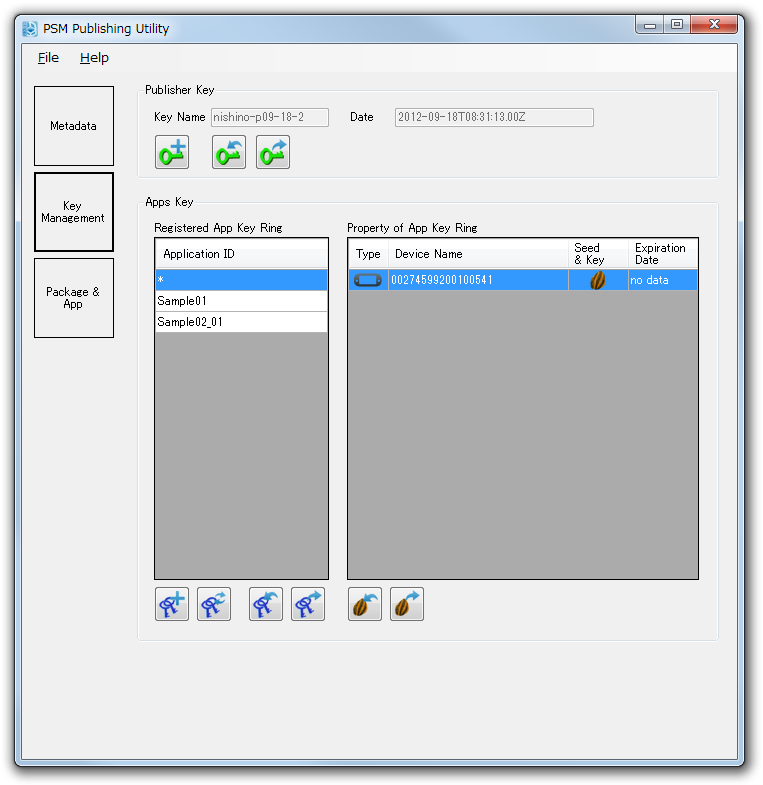 PSM Publishing Utility
File Help
Metadata
Key
Management
Package &
App
Publisher Key
Key Name nishino-p09-18-2 Date 2012-09-18T08:31:13.00Z
Apps Key
Registered App Key Ring
Application ID
*
Sample01
Sample02_01
Property of App Key Ring
Type Device Name Seed & Key Expiration Date
00274599200100541 no data